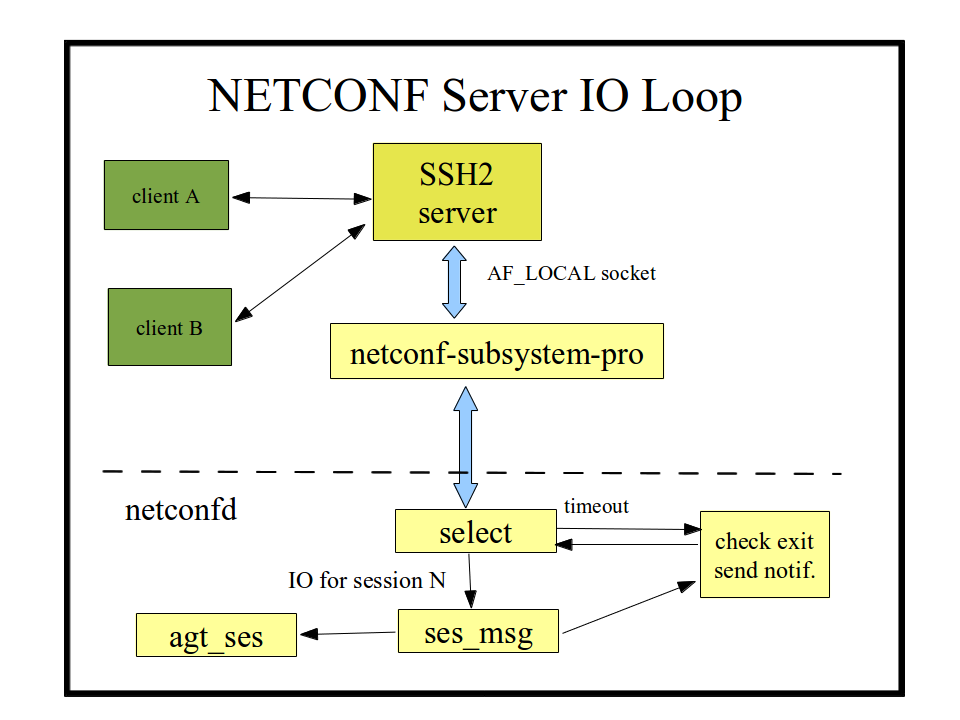 NETCONF Server IO Loop
SSH2
server
client A
AF_LOCAL socket
client B
netconf-subsystem-pro
netconfd
timeout
select
check exit
send notif.
IO for session N
agt_ses
ses_msg